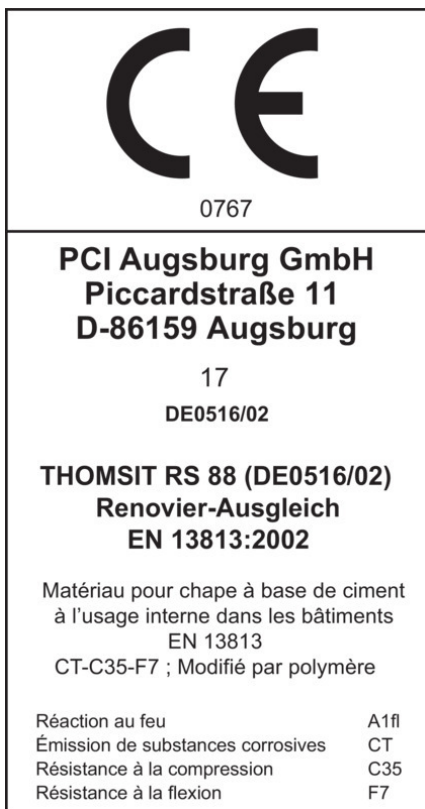 CE
0767
PCI Augsburg GmbH
Piccardstraße 11
D-86159 Augsburg
17
DE0516/02
THOMSIT RS 88 (DE0516/02)
Renovier-Ausgleich
EN 13813:2002
Matériau pour chape à base de ciment
à l'usage interne dans les bâtiments
EN 13813
CT-C35-F7 ; Modifié par polymère
Réaction au feu A1fl
Émission de substances corrosives CT
Résistance à la compression C35
Résistance à la flexion F7